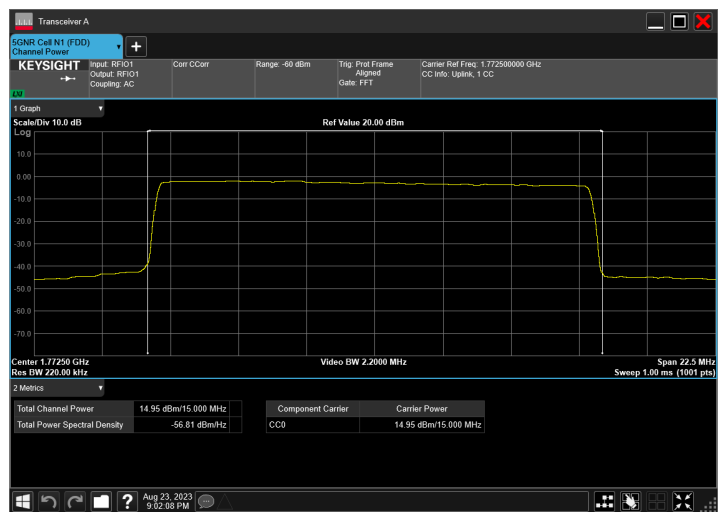 Transceiver A
5GNR Cell N1 (FDD)
Channel Power
KEYSIGHT
Input: RFIO1
Output: RFIO1
Coupling: AC
Corr CCorr
Range: -60 dBm
Trig: Prot Frame
Aligned
Gate: FFT
Carrier Ref Freq: 1.772500000 GHz
CC Info: Uplink, 1 CC
LXI
1 Graph
Scale/Div 10.0 dB
Ref Value 20.00 dBm
Log
10.0
0.00
-10.0
-20.0
-30.0
-40.0
-50.0
-60.0
-70.0
Center 1.77250 GHz
Video BW 2.2000 MHz
Span 22.5 MHz
Res BW 220.00 kHz
Sweep 1.00 ms (1001 pts)
2 Metrics
Total Channel Power 14.95 dBm/15.000 MHz
Total Power Spectral Density -56.81 dBm/Hz
Component Carrier Carrier Power
CC0 14.95 dBm/15.000 MHz
?
Aug 23, 2023
9:02:08 PM